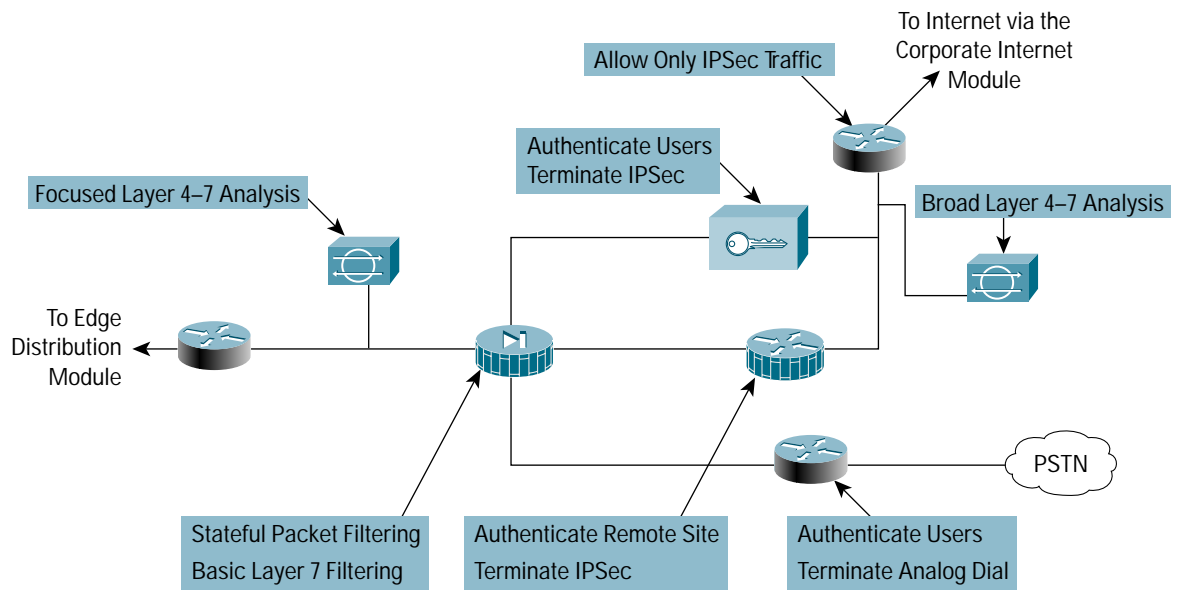 To Internet via the
Corporate Internet
Module
Allow Only IPSec Traffic
Authenticate Users
Terminate IPSec
Focused Layer 4–7 Analysis
Broad Layer 4–7 Analysis
To Edge
Distribution
Module
PSTN
Stateful Packet Filtering
Basic Layer 7 Filtering
Authenticate Remote Site
Terminate IPSec
Authenticate Users
Terminate Analog Dial